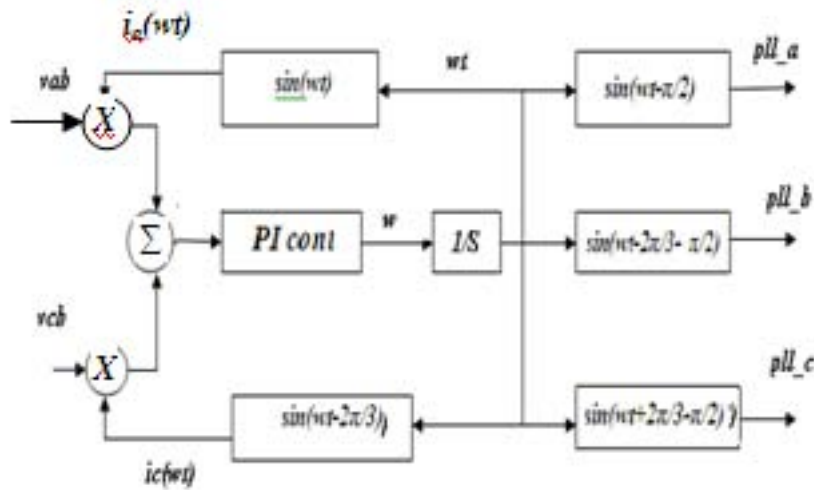 ia(wt)
vab
X
sin(wt)
wt
sin(wt-π/2)
pll_a
Σ
PI cont
w
1/S
sin(wt-2π/3- π/2)
pll_b
vcb
X
sin(wt-2π/3)
ic(wt)
sin(wt+2π/3-π/2)
pll_c